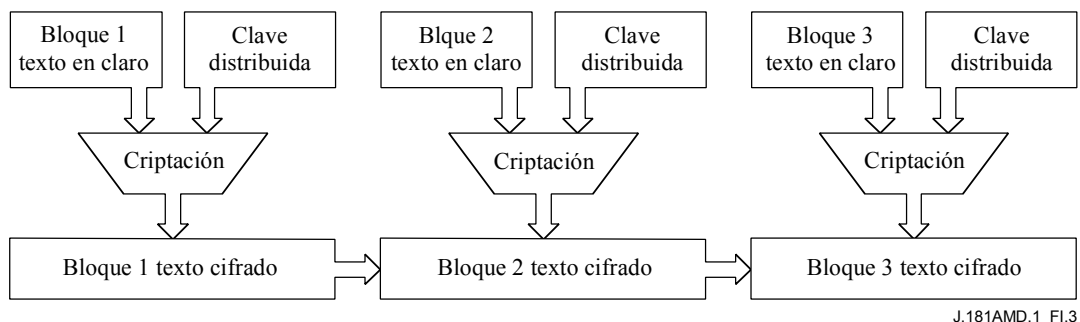 Bloque 1
texto en claro
Clave
distribuida
Blque 2
texto en claro
Clave
distribuida
Bloque 3
texto en claro
Clave
distribuida
Criptación
Criptación
Criptación
Bloque 1 texto cifrado
Bloque 2 texto cifrado
Bloque 3 texto cifrado
J.181AMD.1_FI.3